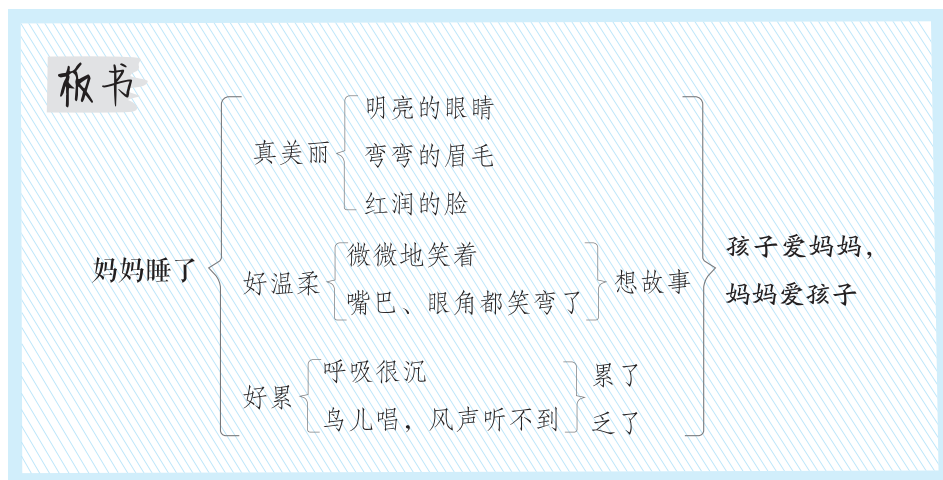 板书
妈妈睡了
真美丽
明亮的眼睛
弯弯的眉毛
红润的脸
好温柔
微微地笑着
嘴巴、眼角都笑弯了
想故事
好累
呼吸很沉
鸟儿唱，风声听不到
累了
乏了
孩子爱妈妈，
妈妈爱孩子